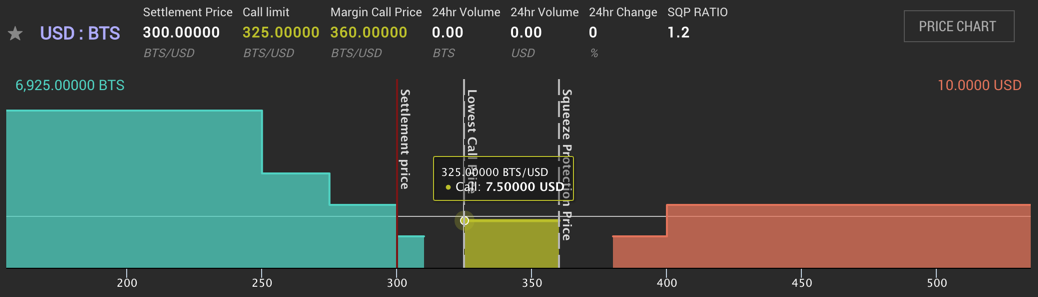 USD : BTS
Settlement Price
300.00000
BTS/USD
Call limit
325.00000
BTS/USD
Margin Call Price
360.00000
BTS/USD
24hr Volume
0.00
BTS
24hr Volume
0.00
USD
24hr Change
0
%
SQP RATIO
1.2
PRICE CHART
6,925.00000 BTS
10.0000 USD
Settlement price
Lowest Call Price
Squeeze Protection Price
325.00000 BTS/USD
Call: 7.50000 USD
200
250
300
350
400
450
500